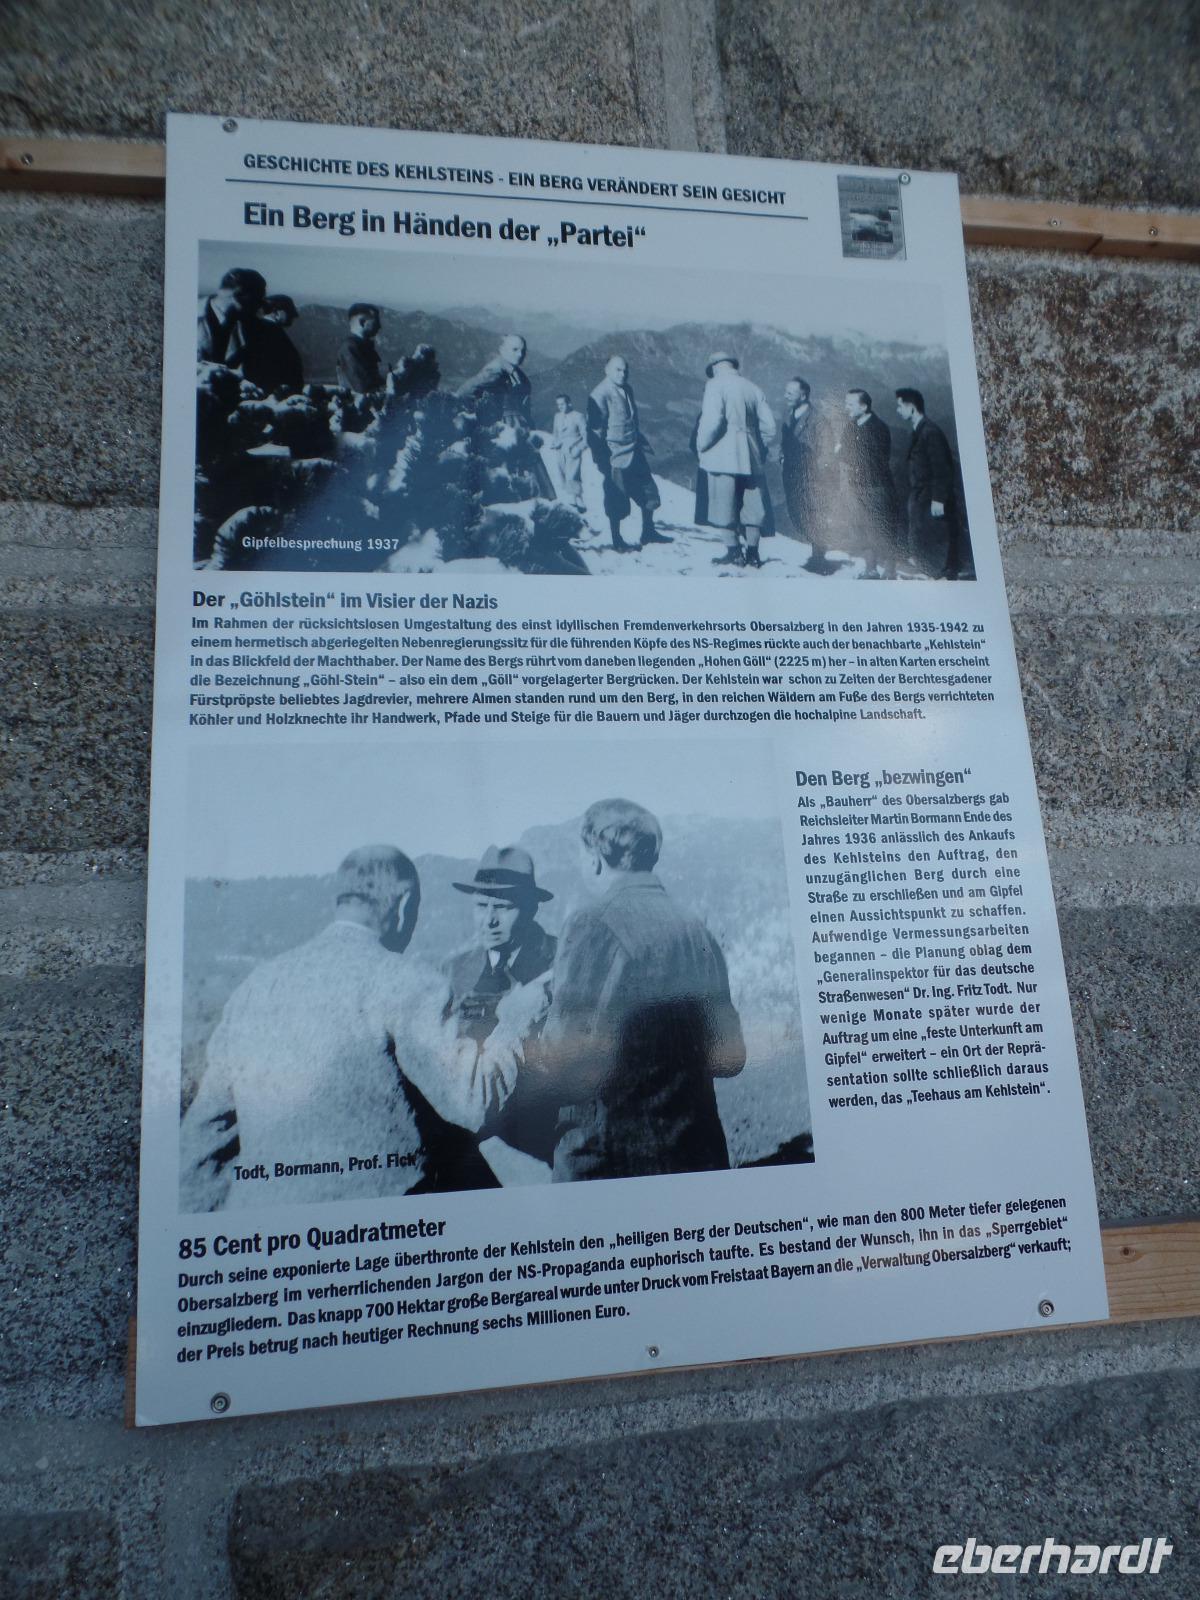 GESCHICHTE DES KEHLSTEINS - EIN BERG VERÄNDERT SEIN GESICHT
Ein Berg in Händen der „Partei“
Gipfelbesprechung 1937
Der „Göhlstein“ im Visier der Nazis
Im Rahmen der rücksichtslosen Umgestaltung des einst idyllischen Fremdenverkehrsorts Obersalzberg in den Jahren 1935-1942 zu
einem hermetisch abgeriegelten Nebenregierungssitz für die führenden Köpfe des NS-Regimes rückte auch der benachbarte „Kehlstein“
in das Blickfeld der Machthaber. Der Name des Bergs rührt vom daneben liegenden „Hohen Göll“ (2225 m) her – in alten Karten erscheint
die Bezeichnung „Göhl-Stein“ – also ein dem „Göll“ vorgelagerter Bergrücken. Der Kehlstein war schon zu Zeiten der Berchtesgadener
Fürstpröpste beliebtes Jagdrevier, mehrere Almen standen rund um den Berg, in den reichen Wäldern am Fuße des Bergs verrichteten
Köhler und Holzknechte ihr Handwerk, Pfade und Steige für die Bauern und Jäger durchzogen die hochalpine Landschaft.
Den Berg „bezwingen“
Als „Bauherr“ des Obersalzbergs gab
Reichsleiter Martin Bormann Ende des
Jahres 1936 anlässlich des Ankaufs
des Kehlsteins den Auftrag, den
unzugänglichen Berg durch eine
Straße zu erschließen und am Gipfel
einen Aussichtspunkt zu schaffen.
Aufwendige Vermessungsarbeiten
begannen – die Planung oblag dem
„Generalinspektor für das deutsche
Straßenwesen“ Dr. Ing. Fritz Todt. Nur
wenige Monate später wurde der
Auftrag um eine „feste Unterkunft am
Gipfel“ erweitert – ein Ort der Reprä-
sentation sollte schließlich daraus
werden, das „Teehaus am Kehlstein“.
Todt, Bormann, Prof. Fick
85 Cent pro Quadratmeter
Durch seine exponierte Lage überthronte der Kehlstein den „heiligen Berg der Deutschen“, wie man den 800 Meter tiefer gelegenen
Obersalzberg im verherrlichenden Jargon der NS-Propaganda euphorisch taufte. Es bestand der Wunsch, ihn in das „Sperrgebiet“
einzugliedern. Das knapp 700 Hektar große Bergareal wurde unter Druck vom Freistaat Bayern an die „Verwaltung Obersalzberg“ verkauft;
der Preis betrug nach heutiger Rechnung sechs Millionen Euro.
eberhardt